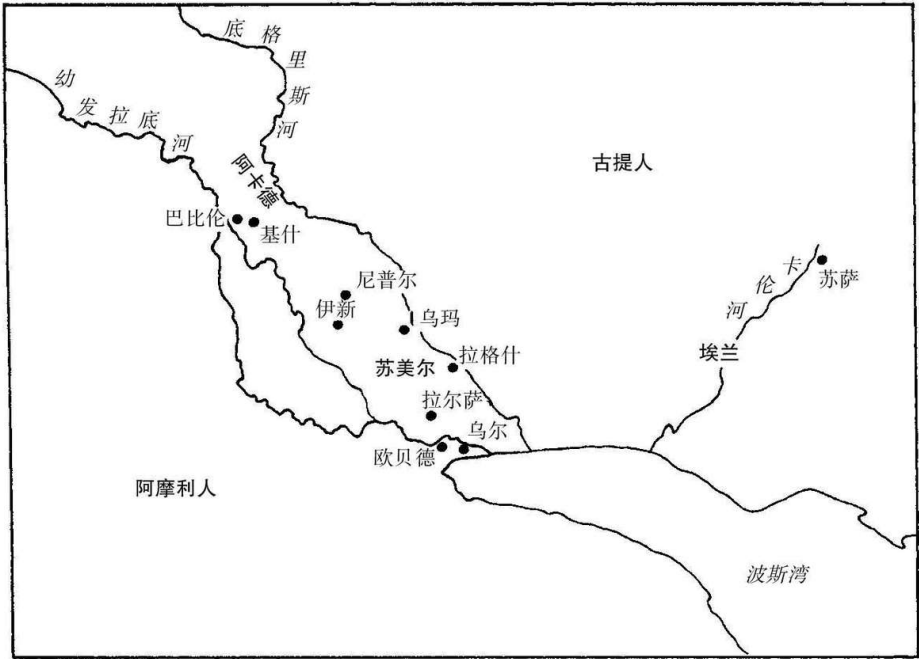 底格里斯河
幼发拉底河
古提人
阿卡德
巴比伦
基什
苏萨
卡伦河
尼普尔
伊新
乌玛
埃兰
拉格什
苏美尔
拉尔萨
乌尔
欧贝德
阿摩利人
波斯湾